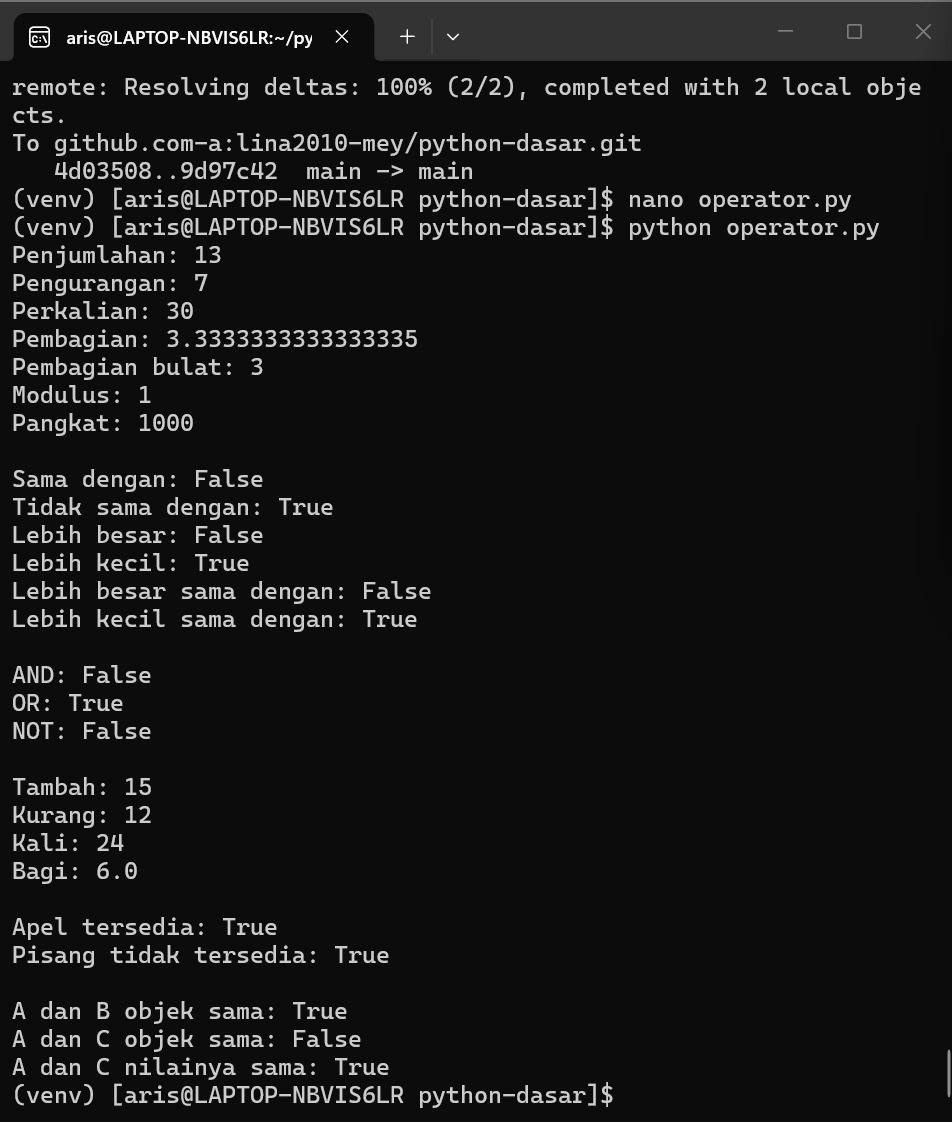 aris@LAPTOP-NBVIS6LR:~/py
remote: Resolving deltas: 100% (2/2), completed with 2 local obje
cts.
To github.com-a:lina2010-mey/python-dasar.git
   4d03508..9d97c42  main -> main
(venv) [aris@LAPTOP-NBVIS6LR python-dasar]$ nano operator.py
(venv) [aris@LAPTOP-NBVIS6LR python-dasar]$ python operator.py
Penjumlahan: 13
Pengurangan: 7
Perkalian: 30
Pembagian: 3.3333333333333335
Pembagian bulat: 3
Modulus: 1
Pangkat: 1000

Sama dengan: False
Tidak sama dengan: True
Lebih besar: False
Lebih kecil: True
Lebih besar sama dengan: False
Lebih kecil sama dengan: True

AND: False
OR: True
NOT: False

Tambah: 15
Kurang: 12
Kali: 24
Bagi: 6.0

Apel tersedia: True
Pisang tidak tersedia: True

A dan B objek sama: True
A dan C objek sama: False
A dan C nilainya sama: True
(venv) [aris@LAPTOP-NBVIS6LR python-dasar]$